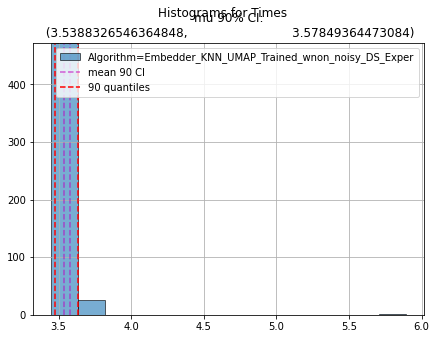 Histograms for Times
mu 90% CI:
(3.5388326546364848, 3.57849364473084)
Algorithm=Embedder_KNN_UMAP_Trained_wnon_noisy_DS_Exper
mean 90 CI
90 quantiles
400
300
200
100
0
3.5 4.0 4.5 5.0 5.5 6.0